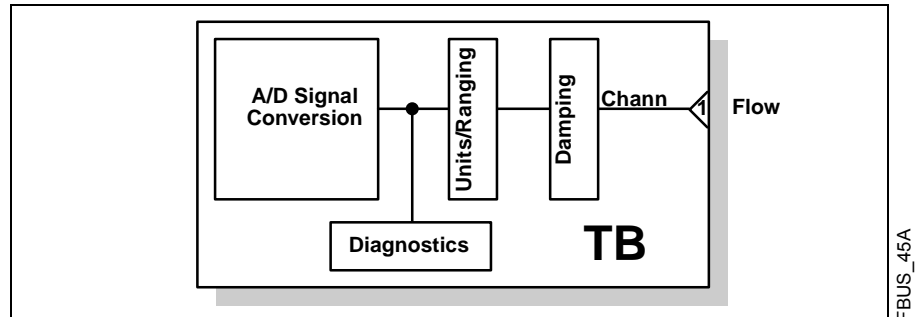 A/D Signal
Conversion
Units/Ranging
Damping
Chann
1
Flow
Diagnostics
TB
FBUS_45A